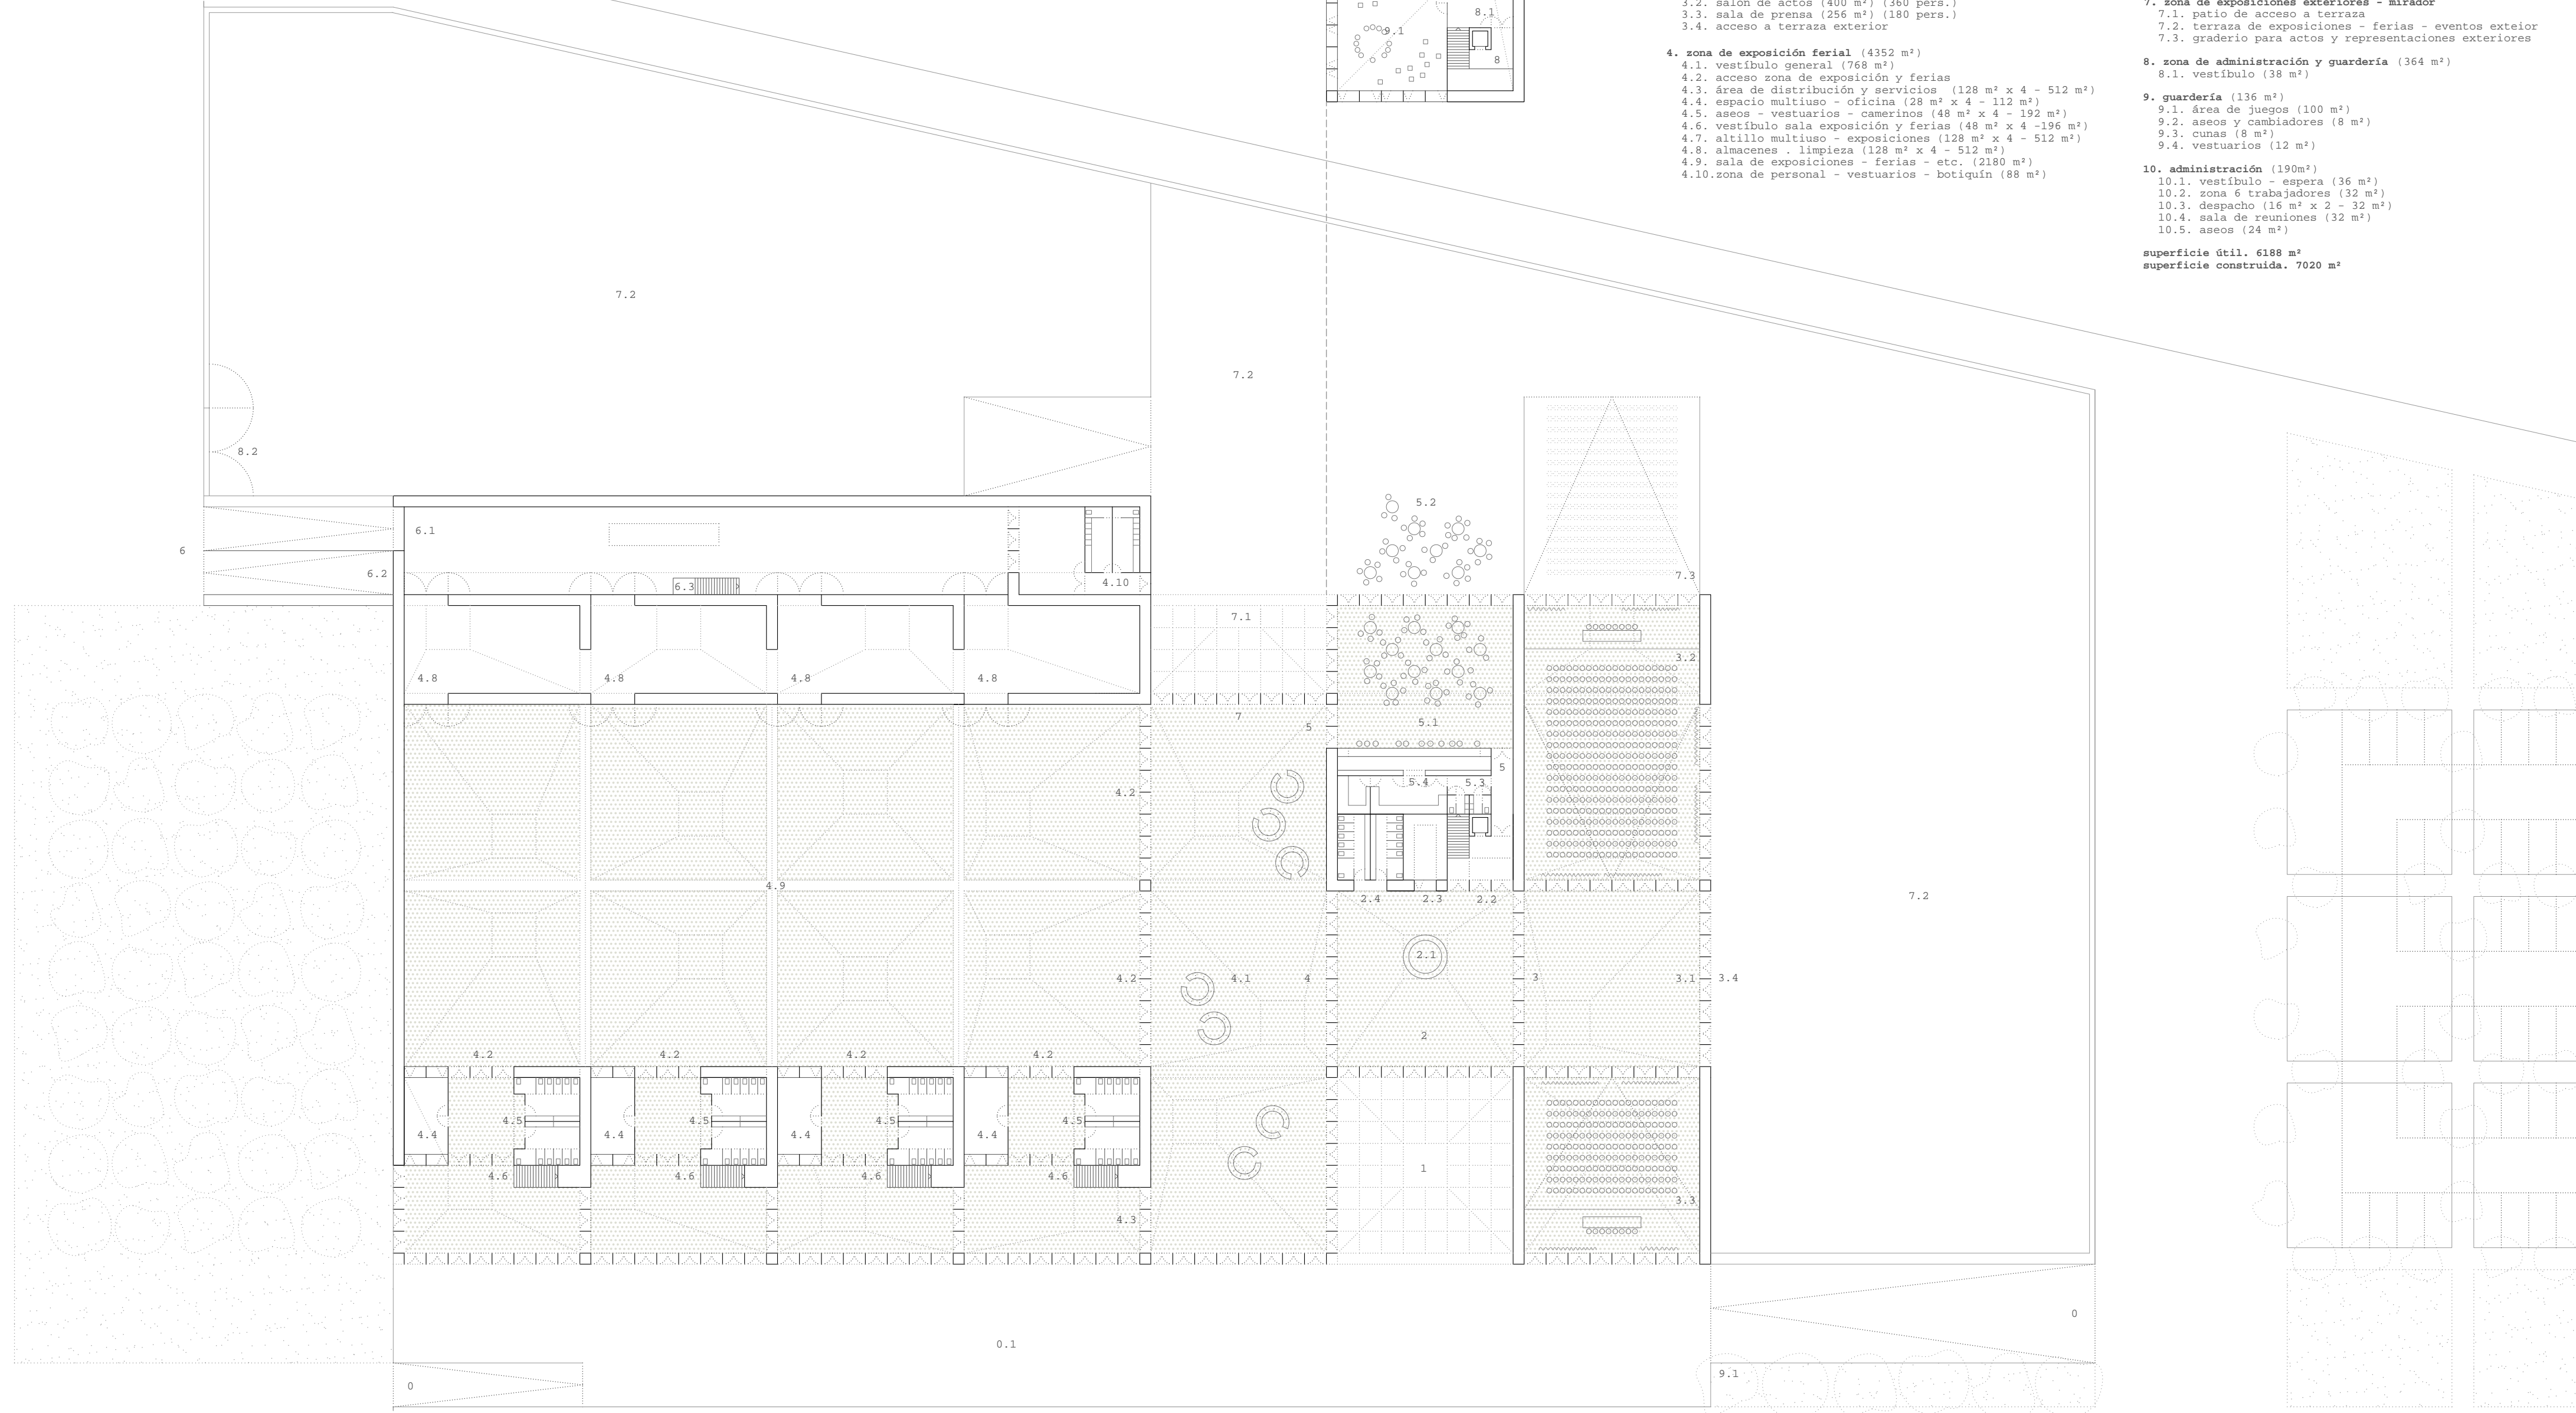 3.2. salón de actos (400 m²) (360 pers.)
3.3. sala de prensa (256 m²) (180 pers.)
3.4. acceso a terraza exterior
4. zona de exposición ferial (4352 m²)
4.1. vestíbulo general (768 m²)
4.2. acceso zona de exposición y ferias
4.3. área de distribución y servicios (128 m² x 4 - 512 m²)
4.4. espacio multiuso - oficina (28 m² x 4 - 112 m²)
4.5. aseos - vestuarios - camerinos (48 m² x 4 - 192 m²)
4.6. vestíbulo sala exposición y ferias (48 m² x 4 -196 m²)
4.7. altillo multiuso - exposiciones (128 m² x 4 - 512 m²)
4.8. almacenes . limpieza (128 m² x 4 - 512 m²)
4.9. sala de exposiciones - ferias - etc. (2180 m²)
4.10.zona de personal - vestuarios - botiquín (88 m²)
7. zona de exposiciones exteriores - mirador
7.1. patio de acceso a terraza
7.2. terraza de exposiciones - ferias - eventos exteior
7.3. graderio para actos y representaciones exteriores
8. zona de administración y guardería (364 m²)
8.1. vestíbulo (38 m²)
9. guardería (136 m²)
9.1. área de juegos (100 m²)
9.2. aseos y cambiadores (8 m²)
9.3. cunas (8 m²)
9.4. vestuarios (12 m²)
10. administración (190m²)
10.1. vestíbulo - espera (36 m²)
10.2. zona 6 trabajadores (32 m²)
10.3. despacho (16 m² x 2 - 32 m²)
10.4. sala de reuniones (32 m²)
10.5. aseos (24 m²)
superficie útil. 6188 m²
superficie construida. 7020 m²
8.1
9.1
8
7.2
7.2
8.2
5.2
6.1
6
6.2
6.3
4.10
7.3
7.1
3.2
4.8
4.8
4.8
4.8
7
5
5.1
5
5.4
5.3
4.2
4.9
2.4
2.3
2.2
7.2
2.1
4.2
4.1
4
3
3.1
3.4
2
4.2
4.2
4.2
4.2
4.5
4.5
4.5
4.5
4.4
4.4
4.4
4.4
1
4.6
4.6
4.6
4.6
3.3
4.3
0
0.1
9.1
0